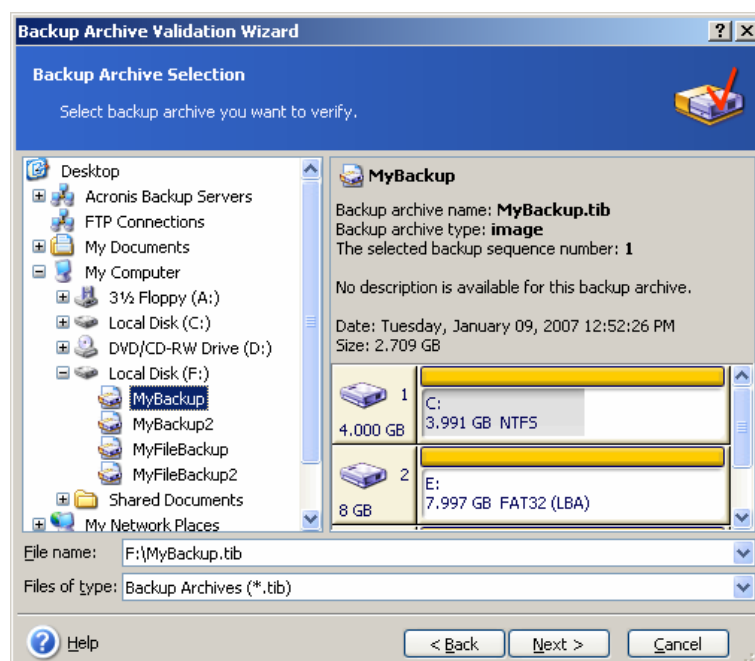 Backup Archive Validation Wizard
Backup Archive Selection
Select backup archive you want to verify.
Desktop
Acronis Backup Servers
FTP Connections
My Documents
My Computer
3½ Floppy (A:)
Local Disk (C:)
DVD/CD-RW Drive (D:)
Local Disk (F:)
MyBackup
MyBackup2
MyFileBackup
MyFileBackup2
Shared Documents
My Network Places
MyBackup
Backup archive name: MyBackup.tib
Backup archive type: image
The selected backup sequence number: 1
No description is available for this backup archive.
Date: Tuesday, January 09, 2007 12:52:26 PM
Size: 2.709 GB
1
4.000 GB
C:
3.991 GB NTFS
2
8 GB
E:
7.997 GB FAT32 (LBA)
File name: F:\MyBackup.tib
Files of type: Backup Archives (*.tib)
Help
< Back
Next >
Cancel